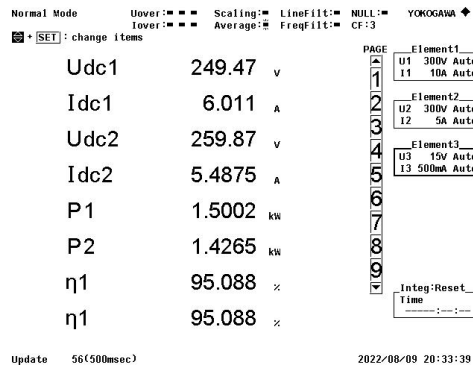 Normal Mode Uover: Scaling: LineFilt: NULL: YOKOGAWA
Iover: Average: FreqFilt: CF:3
+ SET : change items
PAGE
Udc1 249.47 V
Idc1 6.011 A
Udc2 259.87 V
Idc2 5.4875 A
P1 1.5002 kW
P2 1.4265 kW
η1 95.088 %
η1 95.088 %
1
2
3
4
5
6
7
8
9
Element1
U1 300V Auto
I1 10A Auto
Element2
U2 300V Auto
I2 5A Auto
Element3
U3 15V Auto
I3 500mA Auto
Integ:Reset
Time
-----:--:--
Update 56(500msec) 2022/08/09 20:33:39